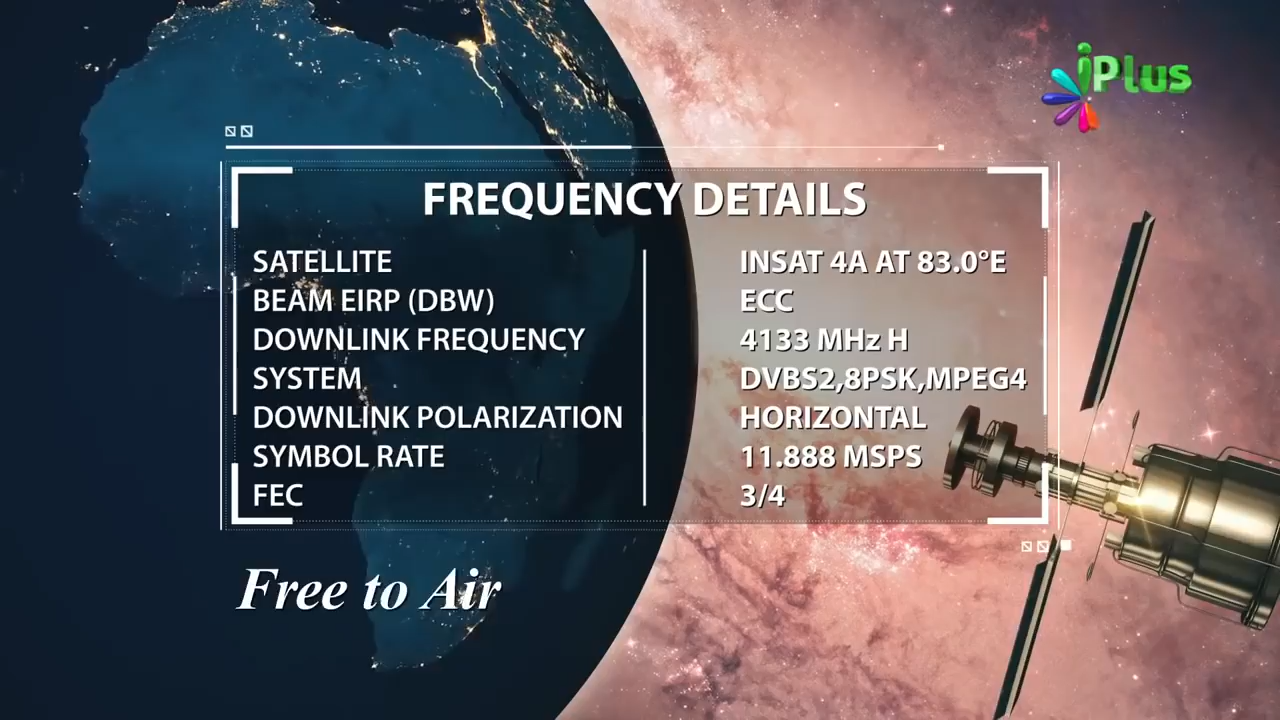 iPlus
FREQUENCY DETAILS
SATELLITE INSAT 4A AT 83.0°E
BEAM EIRP (DBW) ECC
DOWNLINK FREQUENCY 4133 MHz H
SYSTEM DVBS2,8PSK,MPEG4
DOWNLINK POLARIZATION HORIZONTAL
SYMBOL RATE 11.888 MSPS
FEC 3/4
Free to Air